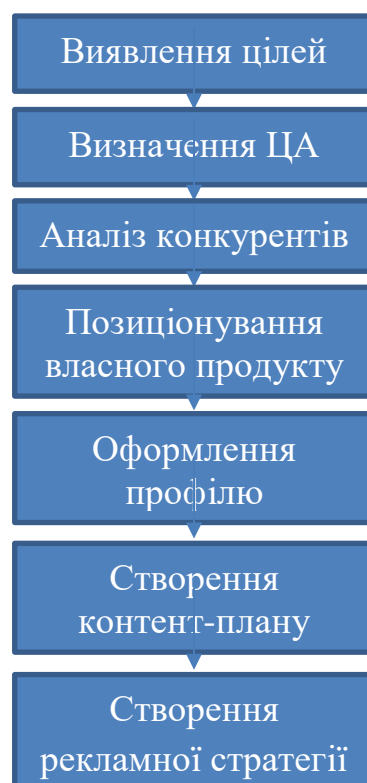 Виявлення цілей
Визначення ЦА
Аналіз конкурентів
Позиціонування
власного продукту
Оформлення
профілю
Створення
контент-плану
Створення
рекламної стратегії